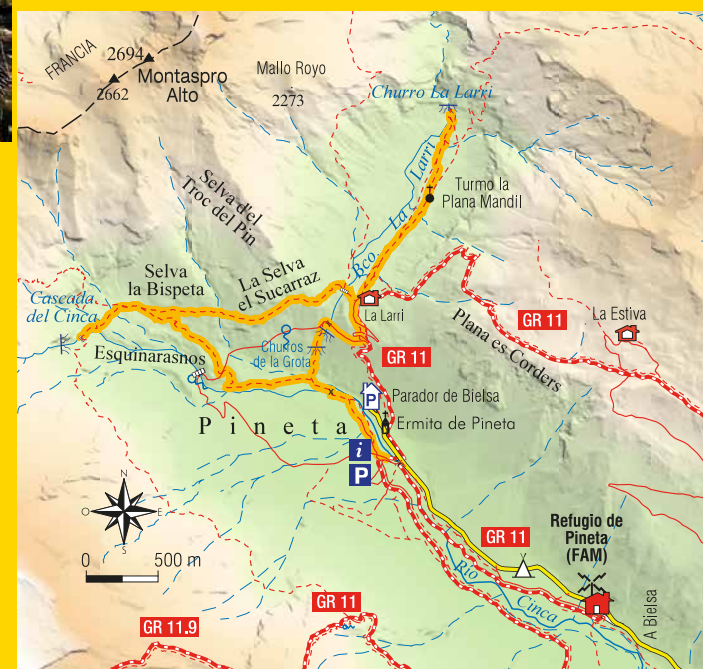 FRANCIA
2694
Montaspro
Alto
2662
Mallo Royo
2273
Churro La Larri
Bco La Larri
Turmo la
Plana Mandil
Selva d'el
Troc del Pin
Selva
la Bispeta
La Selva
el Sucarraz
Cascada
del Cinca
La Larri
GR 11
La Estiva
Plana es Corders
Churros
de la Grota
Esquinarasnos
GR 11
P
Parador de Bielsa
Ermita de Pineta
Pineta
i
P
N
O
E
S
0
500 m
GR 11
Refugio de
Pineta
(FAM)
Rio Cinca
A Bielsa
GR 11
GR 11.9